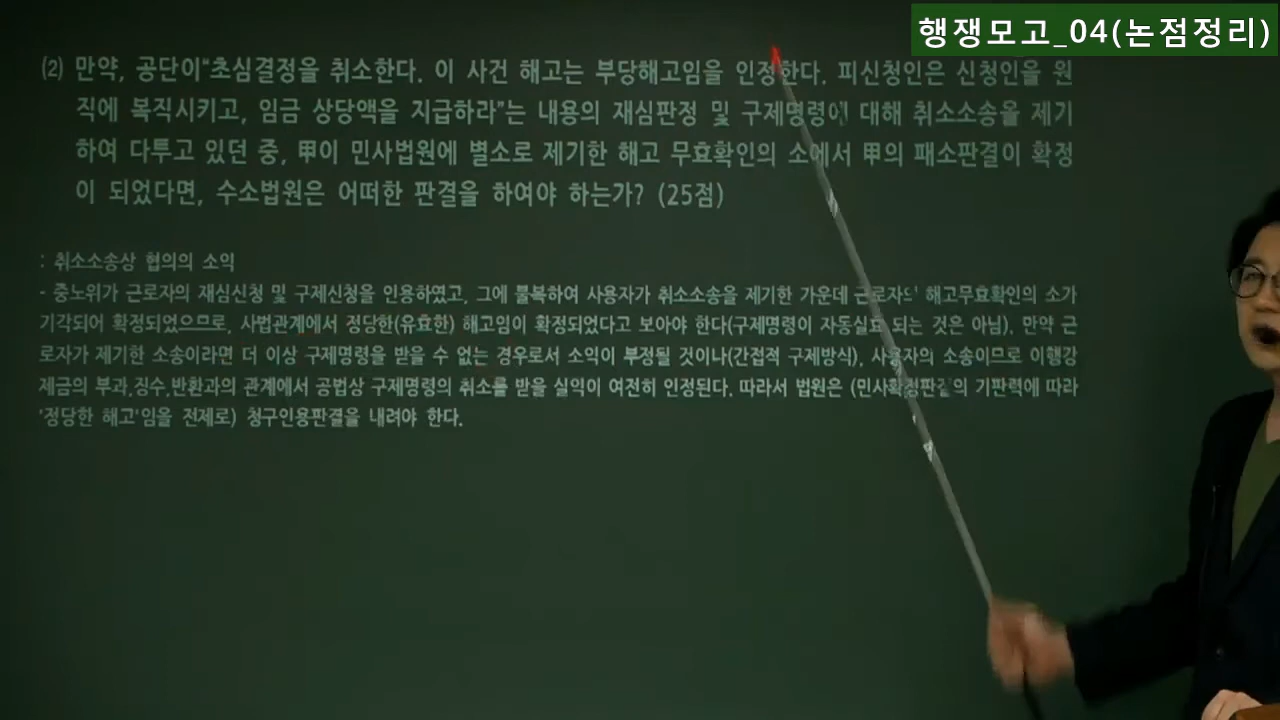 행쟁모고_04(논점정리)
(2) 만약, 공단이"초심결정을 취소한다. 이 사건 해고는 부당해고임을 인정한다. 피신청인은 신청인을 원
직에 복직시키고, 임금 상당액을 지급하라"는 내용의 재심판정 및 구제명령에 대해 취소소송을 제기
하여 다투고 있던 중, 甲이 민사법원에 별소로 제기한 해고 무효확인의 소에서 甲의 패소판결이 확정
이 되었다면, 수소법원은 어떠한 판결을 하여야 하는가? (25점)
: 취소소송상 협의의 소익
- 중노위가 근로자의 재심신청 및 구제신청을 인용하였고, 그에 불복하여 사용자가 취소소송을 제기한 가운데 근로자의 해고무효확인의 소가
기각되어 확정되었으므로, 사법관계에서 정당한(유효한) 해고임이 확정되었다고 보아야 한다(구제명령이 자동실효 되는 것은 아님). 만약 근
로자가 제기한 소송이라면 더 이상 구제명령을 받을 수 없는 경우로서 소익이 부정될 것이나(간접적 구제방식), 사용자의 소송이므로 이행강
제금의 부과,징수,반환과의 관계에서 공법상 구제명령의 취소를 받을 실익이 여전히 인정된다. 따라서 법원은 (민사확정판결의 기판력에 따라
'정당한 해고'임을 전제로) 청구인용판결을 내려야 한다.